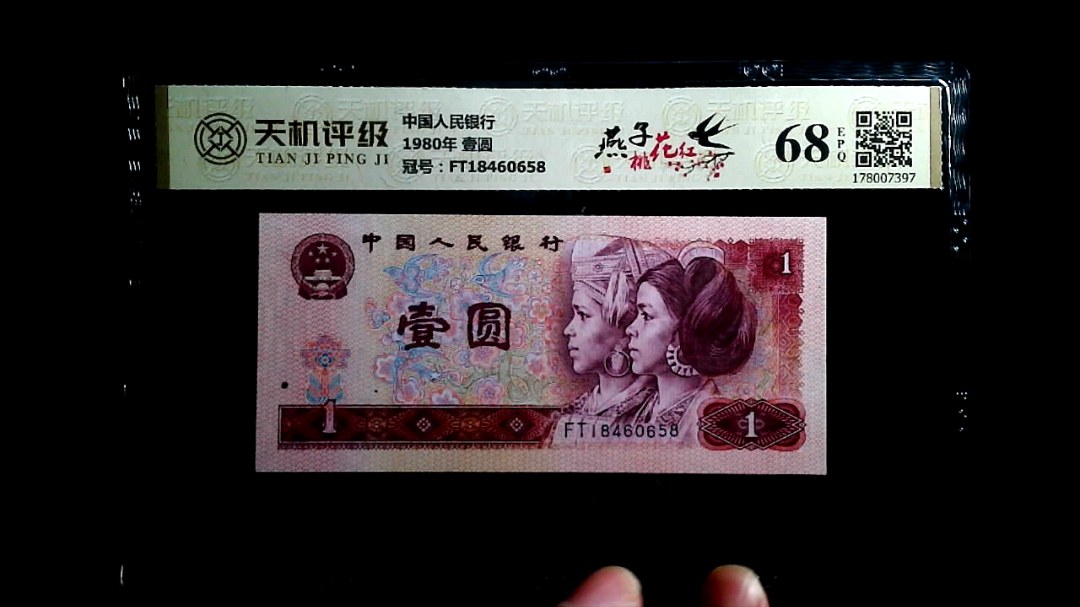 天机评级
TIAN JI PING JI
中国人民银行
1980年 壹圆
冠号：FT18460658
燕子
桃花红
68
EPQ
178007397
中国人民银行
1
壹圆
1
FT18460658
1